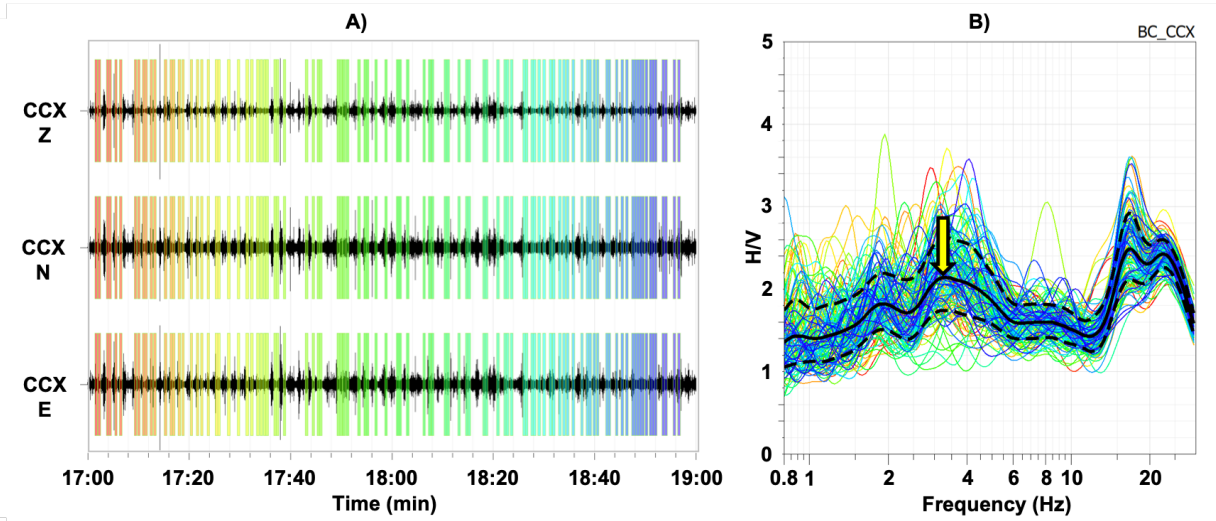 A)
CCX
Z
CCX
N
CCX
E
17:00 17:20 17:40 18:00 18:20 18:40 19:00
Time (min)
B)
BC_CCX
5
4
3
2
1
0
H/V
0.8 1 2 4 6 8 10 20
Frequency (Hz)